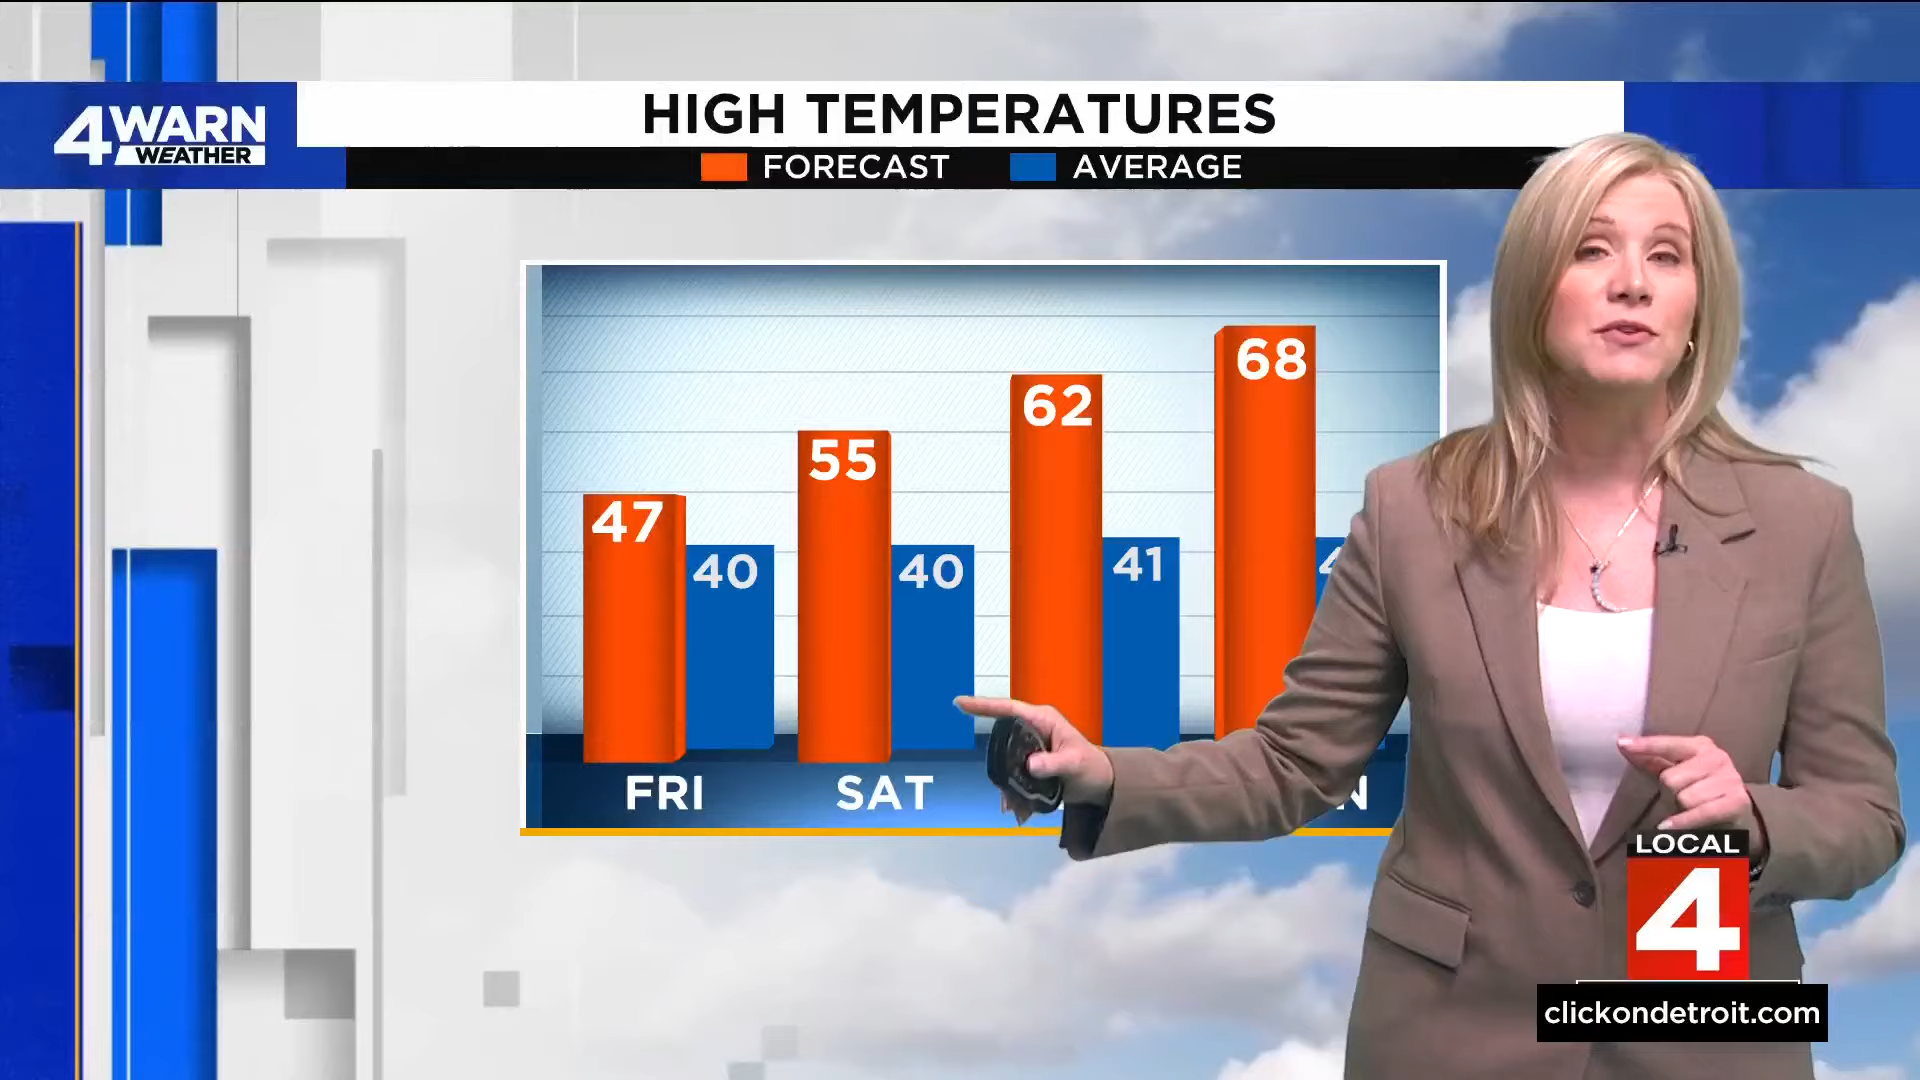 HIGH TEMPERATURES
4WARN
WEATHER
FORECAST AVERAGE
47 40 55 40 62 41 68
FRI SAT
LOCAL
4
clickondetroit.com